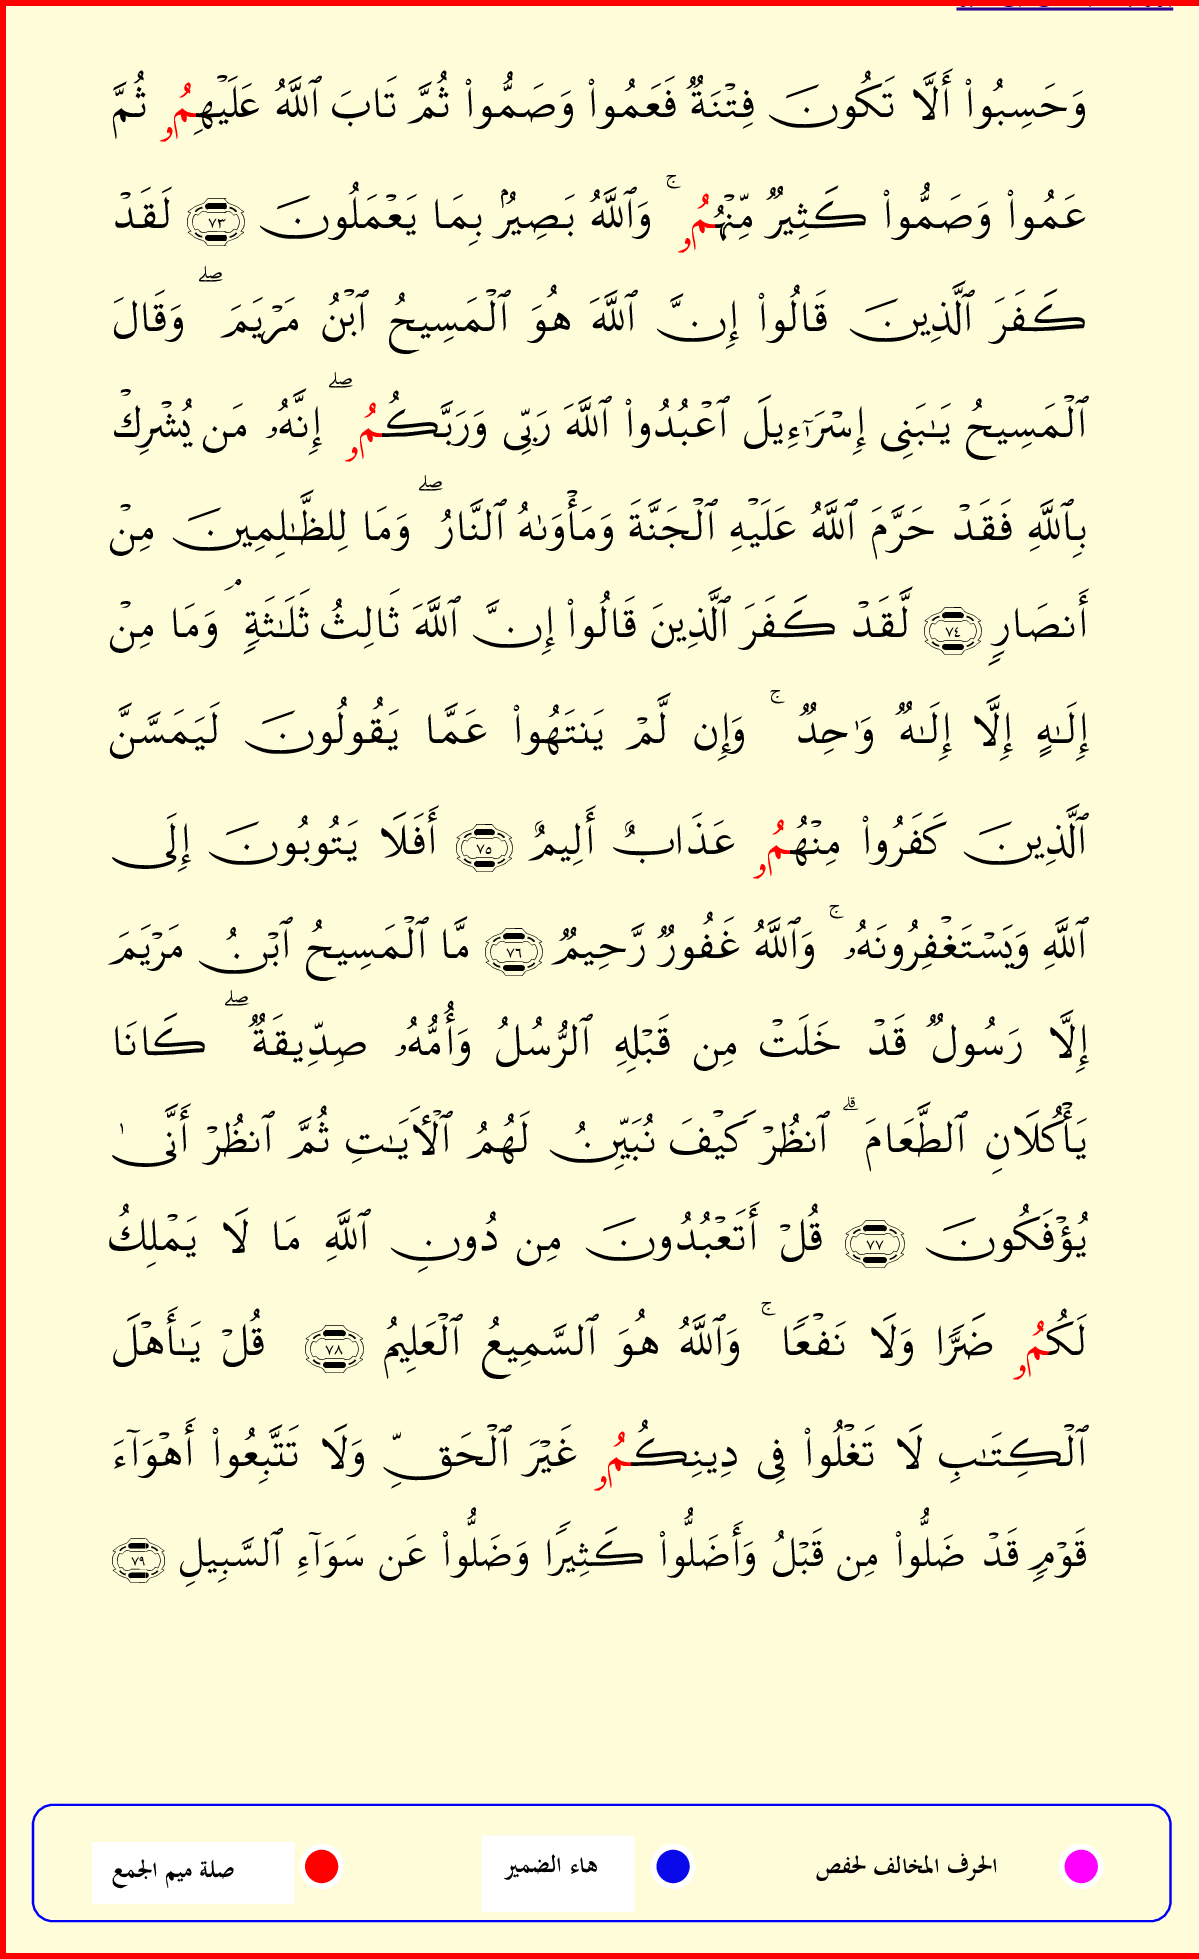 وَحَسِبُوا۟ أَلَّا تَكُونَ فِتْنَةٌ فَعَمُوا۟ وَصَمُّوا۟ ثُمَّ تَابَ ٱللَّهُ عَلَيْهِمُۥ ثُمَّ
عَمُوا۟ وَصَمُّوا۟ كَثِيرٌ مِّنْهُمُۥ ۚ وَٱللَّهُ بَصِيرٌۢ بِمَا يَعْمَلُونَ ٧٣ لَقَدْ
كَفَرَ ٱلَّذِينَ قَالُوا۟ إِنَّ ٱللَّهَ هُوَ ٱلْمَسِيحُ ٱبْنُ مَرْيَمَ ۖ وَقَالَ
ٱلْمَسِيحُ يَـٰبَنِى إِسْرَٰٓءِيلَ ٱعْبُدُوا۟ ٱللَّهَ رَبِّى وَرَبَّكُمُۥ ۖ إِنَّهُۥ مَن يُشْرِكْ
بِٱللَّهِ فَقَدْ حَرَّمَ ٱللَّهُ عَلَيْهِ ٱلْجَنَّةَ وَمَأْوَىٰهُ ٱلنَّارُ ۖ وَمَا لِلظَّـٰلِمِينَ مِنْ
أَنصَارٍ ٧٤ لَّقَدْ كَفَرَ ٱلَّذِينَ قَالُوا۟ إِنَّ ٱللَّهَ ثَالِثُ ثَلَـٰثَةٍ ۘ وَمَا مِنْ
إِلَـٰهٍ إِلَّا إِلَـٰهٌ وَٰحِدٌ ۚ وَإِن لَّمْ يَنتَهُوا۟ عَمَّا يَقُولُونَ لَيَمَسَّنَّ
ٱلَّذِينَ كَفَرُوا۟ مِنْهُمُۥ عَذَابٌ أَلِيمٌ ٧٥ أَفَلَا يَتُوبُونَ إِلَى
ٱللَّهِ وَيَسْتَغْفِرُونَهُۥ ۚ وَٱللَّهُ غَفُورٌ رَّحِيمٌ ٧٦ مَّا ٱلْمَسِيحُ ٱبْنُ مَرْيَمَ
إِلَّا رَسُولٌ قَدْ خَلَتْ مِن قَبْلِهِ ٱلرُّسُلُ وَأُمُّهُۥ صِدِّيقَةٌ ۖ كَانَا
يَأْكُلَانِ ٱلطَّعَامَ ۗ ٱنظُرْ كَيْفَ نُبَيِّنُ لَهُمُ ٱلْـَٔايَـٰتِ ثُمَّ ٱنظُرْ أَنَّىٰ
يُؤْفَكُونَ ٧٧ قُلْ أَتَعْبُدُونَ مِن دُونِ ٱللَّهِ مَا لَا يَمْلِكُ
لَكُمُۥ ضَرًّا وَلَا نَفْعًا ۚ وَٱللَّهُ هُوَ ٱلسَّمِيعُ ٱلْعَلِيمُ ٧٨ قُلْ يَـٰأَهْلَ
ٱلْكِتَـٰبِ لَا تَغْلُوا۟ فِى دِينِكُمُۥ غَيْرَ ٱلْحَقِّ وَلَا تَتَّبِعُوا۟ أَهْوَآءَ
قَوْمٍ قَدْ ضَلُّوا۟ مِن قَبْلُ وَأَضَلُّوا۟ كَثِيرًا وَضَلُّوا۟ عَن سَوَآءِ ٱلسَّبِيلِ ٧٩
الحرف المخالف لحفص هاء الضمير صلة ميم الجمع